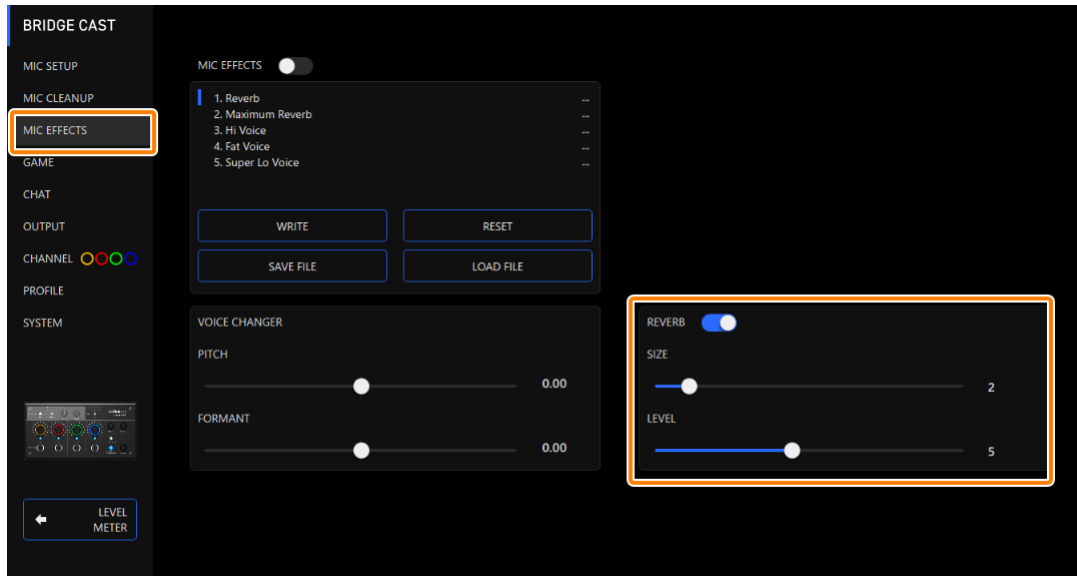 BRIDGE CAST
MIC SETUP
MIC CLEANUP
MIC EFFECTS
GAME
CHAT
OUTPUT
CHANNEL
PROFILE
SYSTEM
LEVEL
METER
MIC EFFECTS
1. Reverb ...
2. Maximum Reverb ...
3. Hi Voice ...
4. Fat Voice ...
5. Super Lo Voice ...
WRITE RESET
SAVE FILE LOAD FILE
VOICE CHANGER
PITCH
0.00
FORMANT
0.00
REVERB
SIZE
2
LEVEL
5